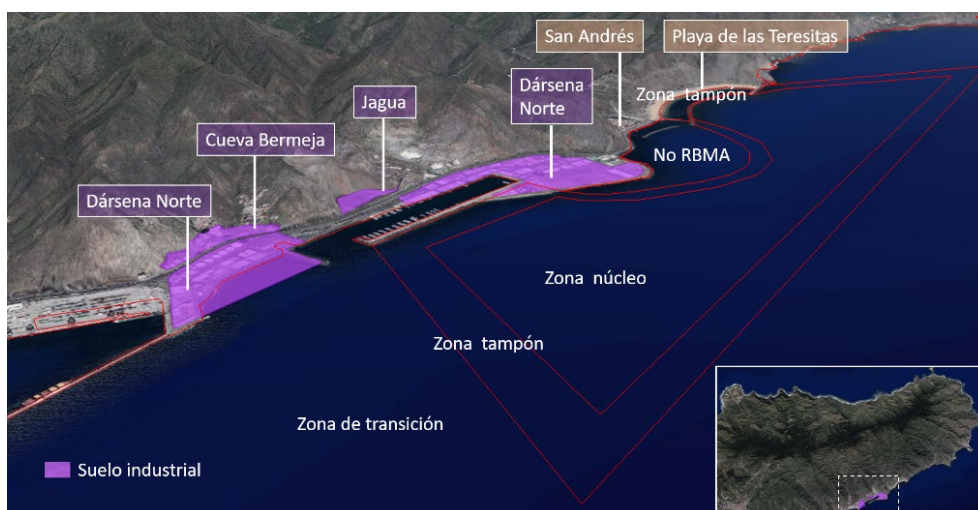 San Andrés
Playa de las Teresitas
Dársena
Norte
Zona tampón
Jagua
Cueva Bermeja
No RBMA
Dársena Norte
Zona núcleo
Zona tampón
Zona de transición
Suelo industrial